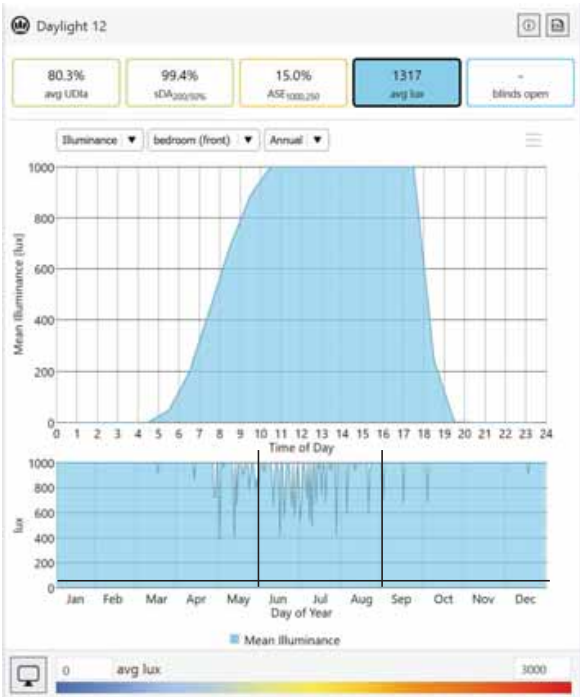 Daylight 12
80.3% 99.4% 15.0% 1317 -
avg UDIa sDA200/50% ASE1000,250 avg lux blinds open
Illuminance ▼ bedroom (front) ▼ Annual ▼
1000
800
600
400
200
0
Mean Illuminance (lux)
0 1 2 3 4 5 6 7 8 9 10 11 12 13 14 15 16 17 18 19 20 21 22 23 24
Time of Day
1000
800
600
400
200
0
lux
Jan Feb Mar Apr May Jun Jul Aug Sep Oct Nov Dec
Day of Year
Mean Illuminance
0 avg lux 3000